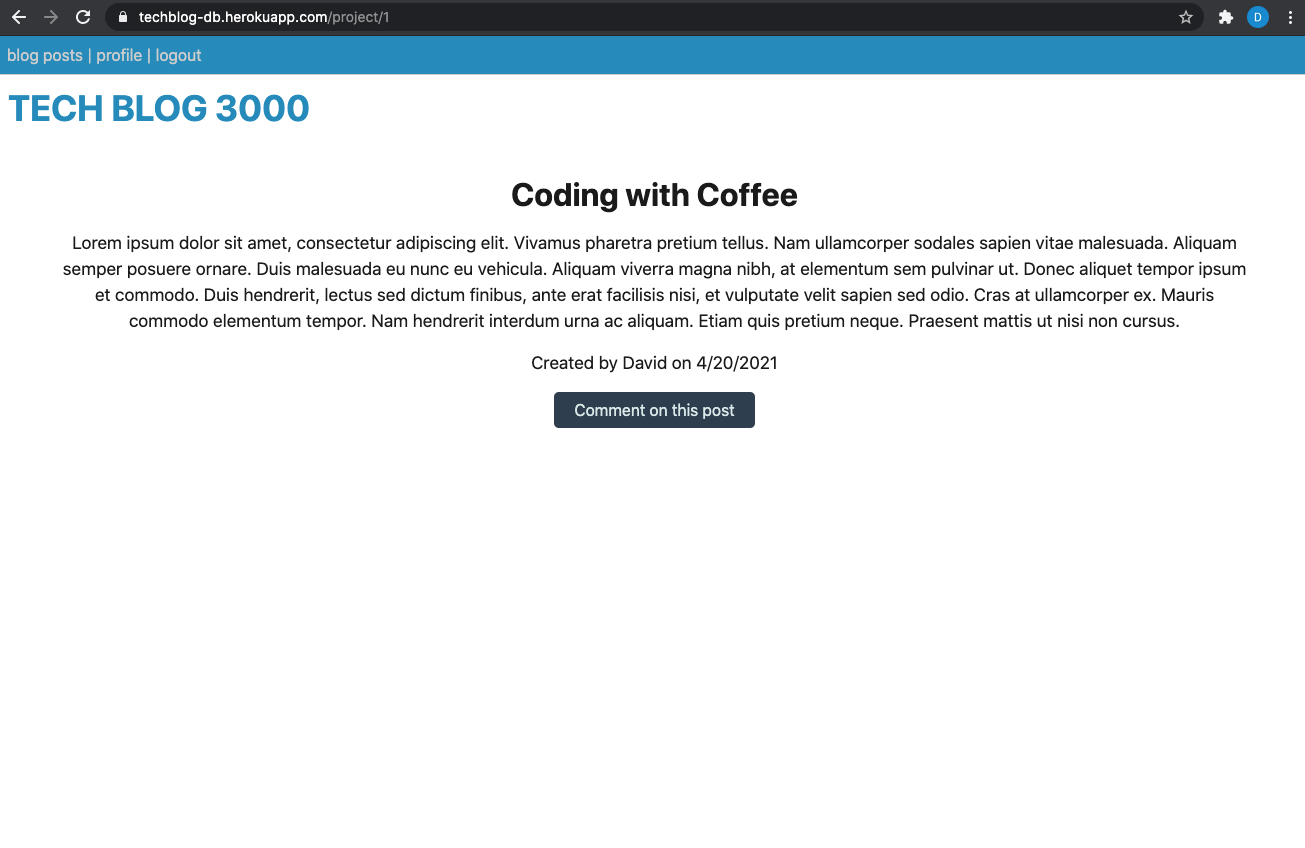 techblog-db.herokuapp.com/project/1
D
blog posts | profile | logout
TECH BLOG 3000
Coding with Coffee
Lorem ipsum dolor sit amet, consectetur adipiscing elit. Vivamus pharetra pretium tellus. Nam ullamcorper sodales sapien vitae malesuada. Aliquam
semper posuere ornare. Duis malesuada eu nunc eu vehicula. Aliquam viverra magna nibh, at elementum sem pulvinar ut. Donec aliquet tempor ipsum
et commodo. Duis hendrerit, lectus sed dictum finibus, ante erat facilisis nisi, et vulputate velit sapien sed odio. Cras at ullamcorper ex. Mauris
commodo elementum tempor. Nam hendrerit interdum urna ac aliquam. Etiam quis pretium neque. Praesent mattis ut nisi non cursus.
Created by David on 4/20/2021
Comment on this post